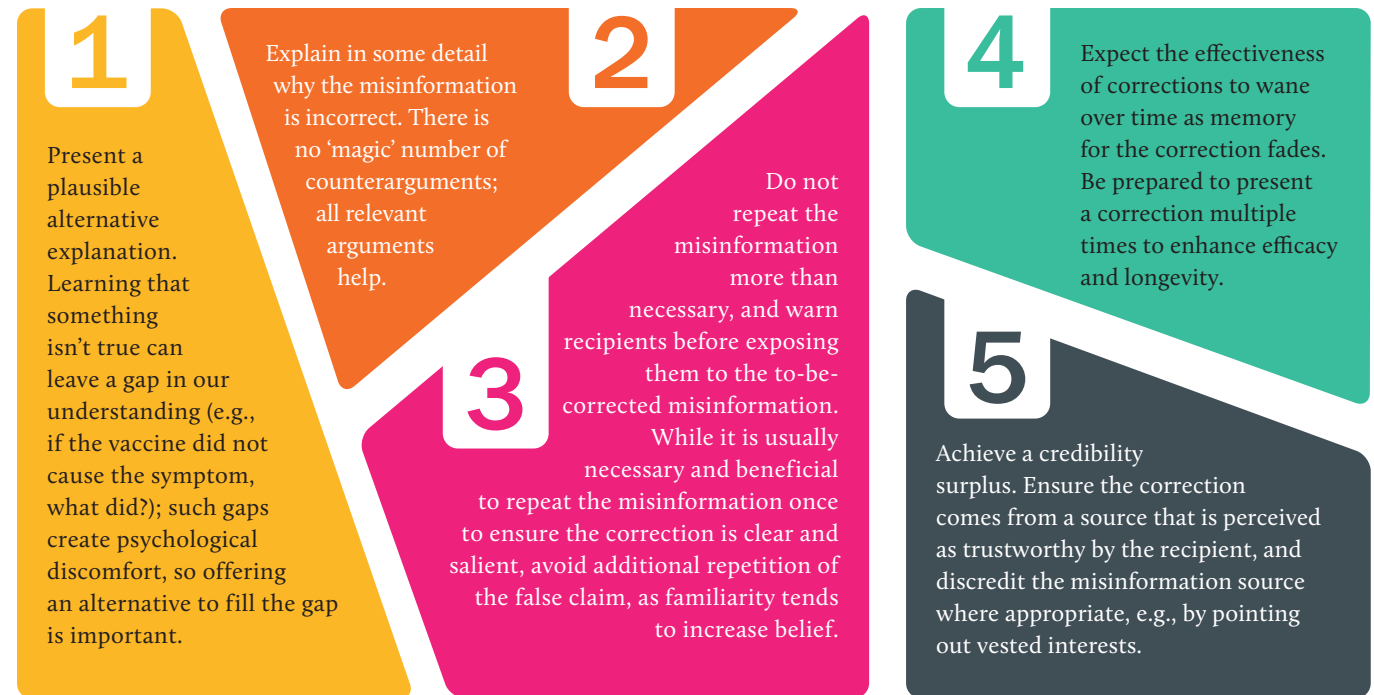 1
Present a
plausible
alternative
explanation.
Learning that
something
isn’t true can
leave a gap in our
understanding (e.g.,
if the vaccine did not
cause the symptom,
what did?); such gaps
create psychological
discomfort, so offering
an alternative to fill the gap
is important.
2
Explain in some detail
why the misinformation
is incorrect. There is
no ‘magic’ number of
counterarguments;
all relevant
arguments
help.
3
Do not
repeat the
misinformation
more than
necessary, and warn
recipients before exposing
them to the to-be-
corrected misinformation.
While it is usually
necessary and beneficial
to repeat the misinformation once
to ensure the correction is clear and
salient, avoid additional repetition of
the false claim, as familiarity tends
to increase belief.
4
Expect the effectiveness
of corrections to wane
over time as memory
for the correction fades.
Be prepared to present
a correction multiple
times to enhance efficacy
and longevity.
5
Achieve a credibility
surplus. Ensure the correction
comes from a source that is perceived
as trustworthy by the recipient, and
discredit the misinformation source
where appropriate, e.g., by pointing
out vested interests.